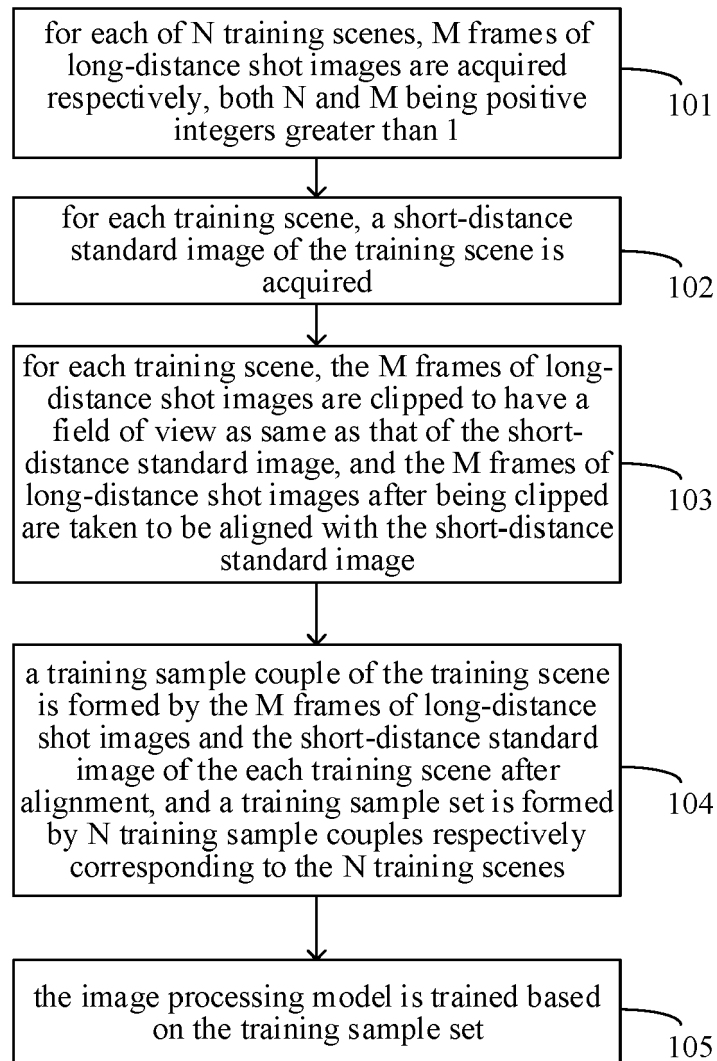 for each of N training scenes, M frames of
long-distance shot images are acquired
respectively, both N and M being positive
integers greater than 1
101
for each training scene, a short-distance
standard image of the training scene is
acquired
102
for each training scene, the M frames of long-
distance shot images are clipped to have a
field of view as same as that of the short-
distance standard image, and the M frames of
long-distance shot images after being clipped
are taken to be aligned with the short-distance
standard image
103
a training sample couple of the training scene
is formed by the M frames of long-distance
shot images and the short-distance standard
image of the each training scene after
alignment, and a training sample set is formed
by N training sample couples respectively
corresponding to the N training scenes
104
the image processing model is trained based
on the training sample set
105